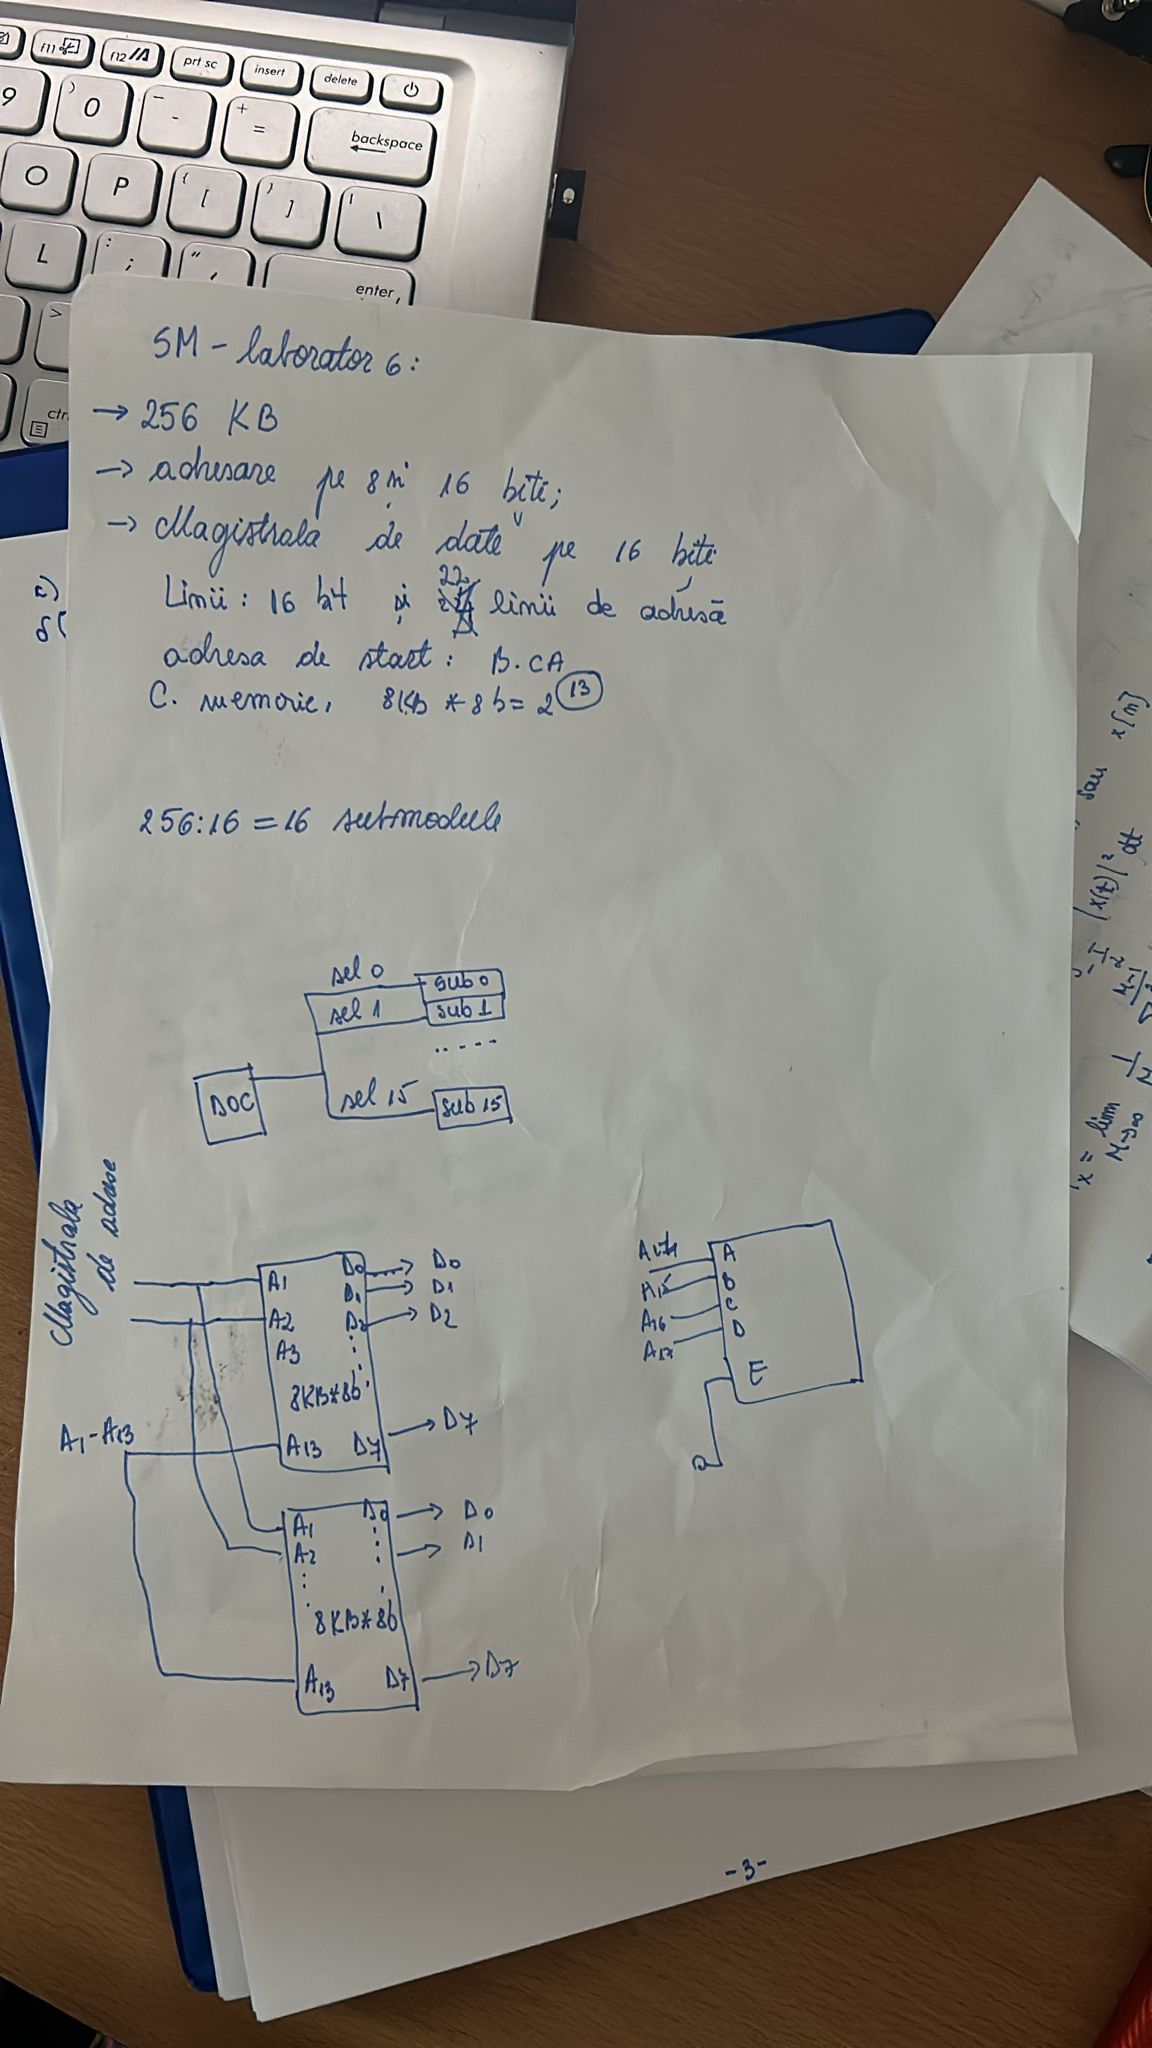 f11
f12
prt sc
insert
delete
9
) 0
_ -
+ =
backspace
O
P
{ [
} ]
\
L
: ;
" '
enter
>
ctrl
SM - laborator 6:
→ 256 KB
→ adresare pe 8 și 16 biți;
→ Magistrala de date pe 16 biți
Linii: 16 bit și 22 linii de adresă
adresa de start: B.CA
C. memorie, 8KB * 8b = 2 13
256:16 = 16 submodule
sel 0
sub 0
sel 1
sub 1
.....
DOC
sel 15
sub 15
Magistrala
de adrese
A1 D0 → D0
D1 → D1
A2 D2 → D2
A3
8KB*8b
A1-A13
A13 D7 → D7
A1 D0 → D0
A2 → D1
8KB*8b
A13 D7 → D7
A
A15 B
A16 C
D
E
c)
sau x[n]
|x(t)|² dt
x = lim
M→∞
-3-